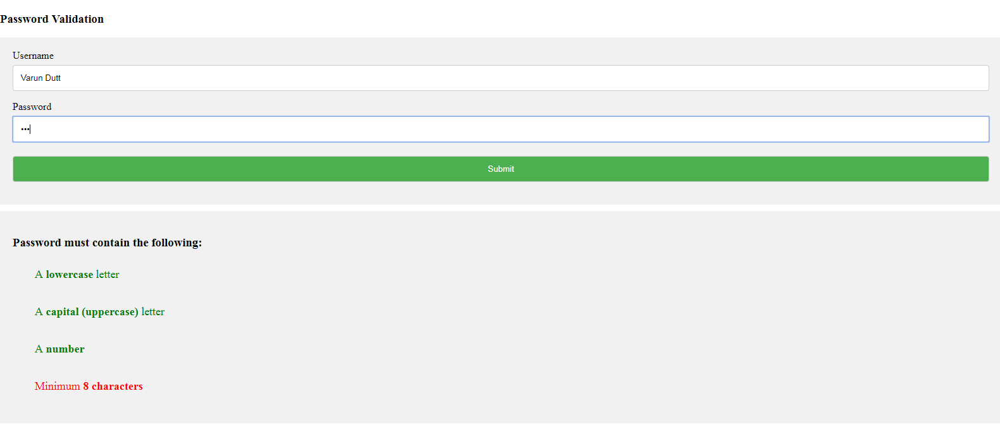 Password Validation
Username
Varun Dutt
Password
•••
Submit
Password must contain the following:
A lowercase letter
A capital (uppercase) letter
A number
Minimum 8 characters